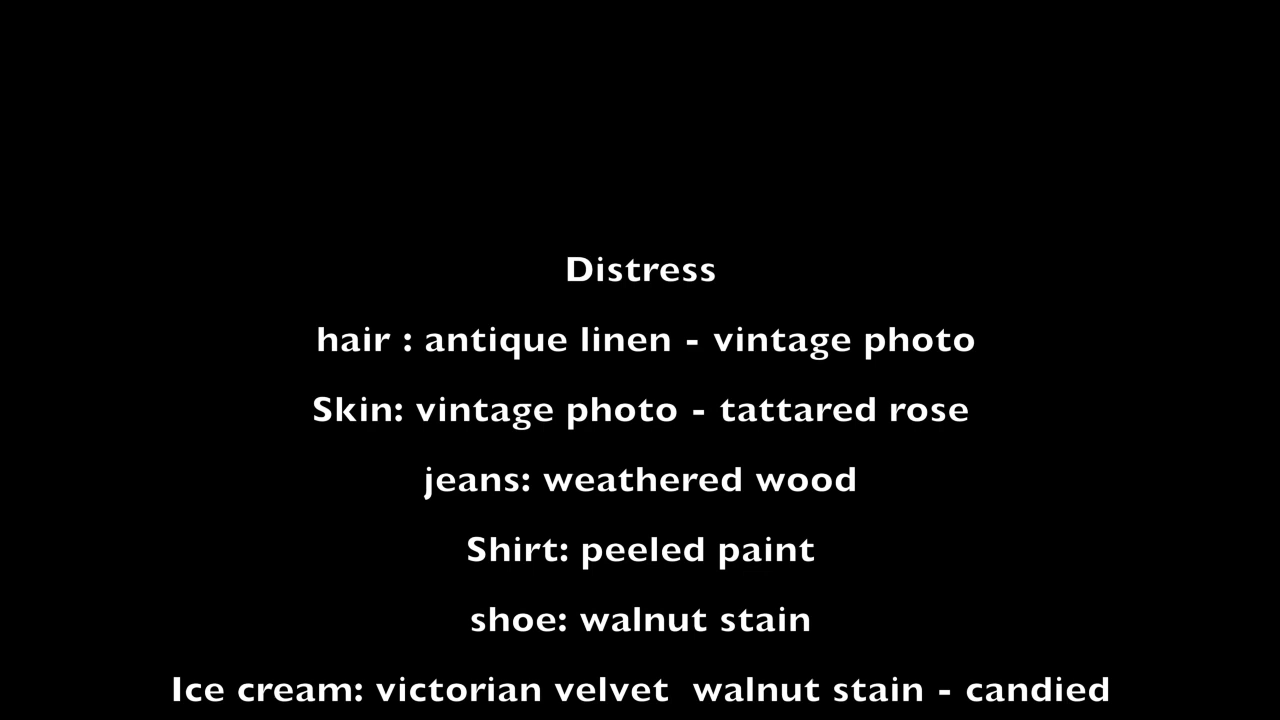 Distress
hair : antique linen - vintage photo
Skin: vintage photo - tattared rose
jeans: weathered wood
Shirt: peeled paint
shoe: walnut stain
Ice cream: victorian velvet  walnut stain - candied